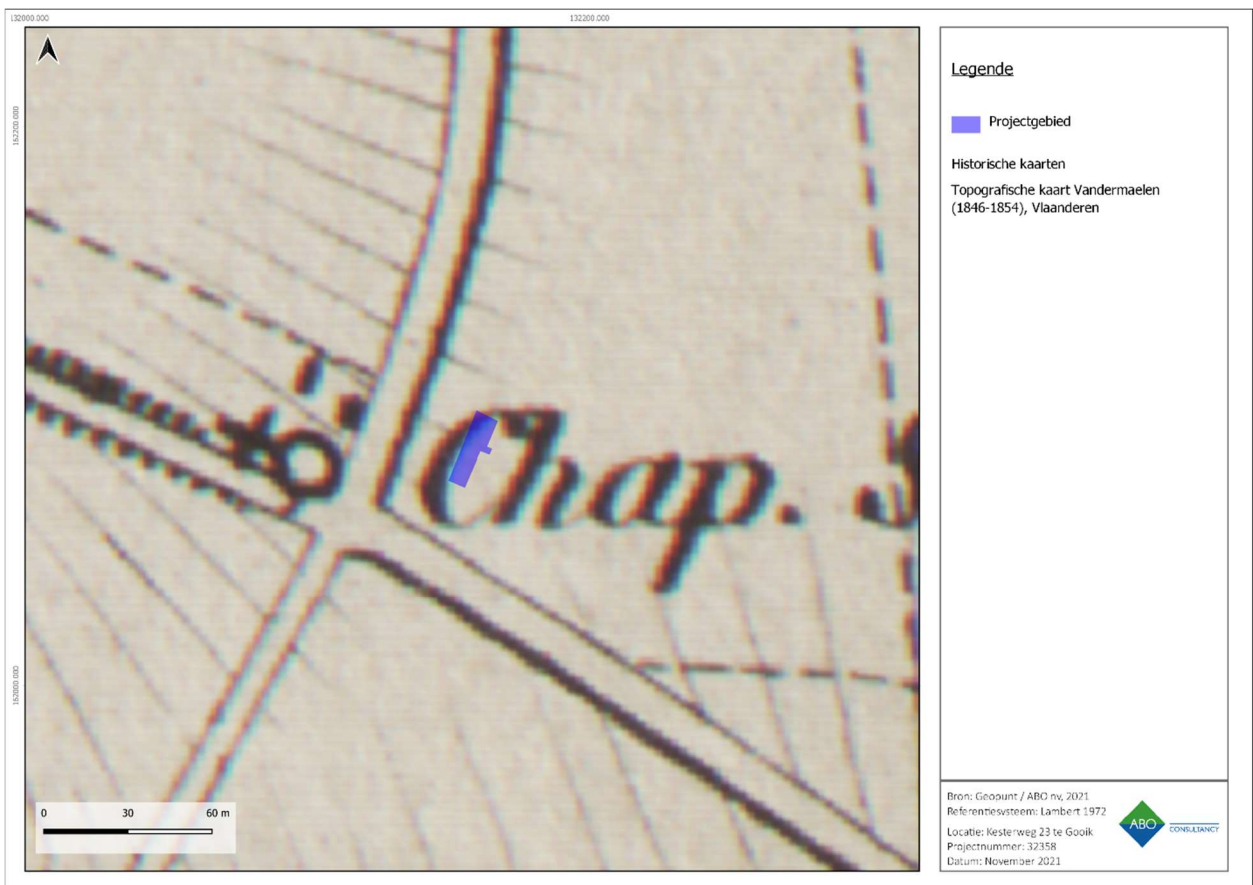 132000.000
132200.000
162200.000
162000.000
Chap. S
0 30 60 m
Legende
Projectgebied
Historische kaarten
Topografische kaart Vandermaelen
(1846-1854), Vlaanderen
Bron: Geopunt / ABO nv, 2021
Referentiesysteem: Lambert 1972
Locatie: Kesterweg 23 te Gooik
Projectnummer: 32358
Datum: November 2021
ABO
CONSULTANCY